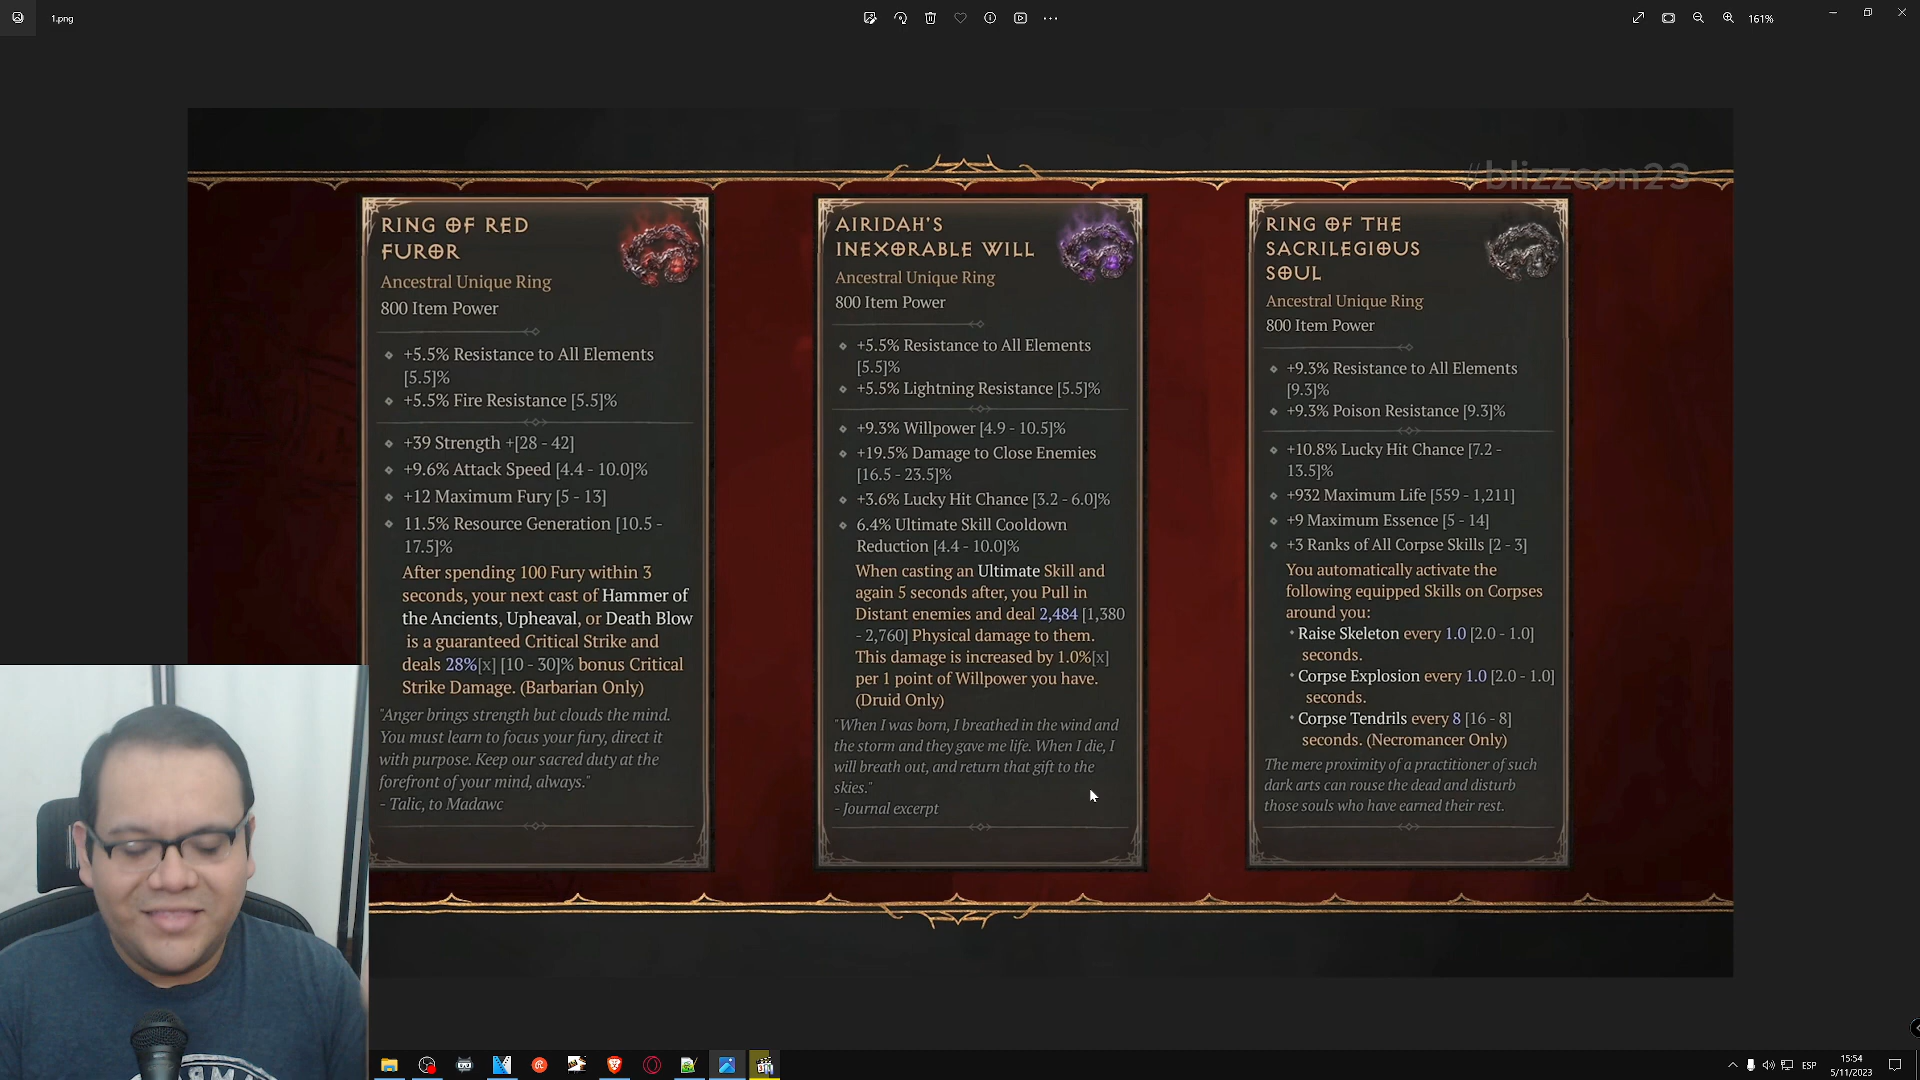 1.png
161%
#blizzcon23
RING OF RED
FUROR
Ancestral Unique Ring
800 Item Power
+5.5% Resistance to All Elements
[5.5]%
+5.5% Fire Resistance [5.5]%
+39 Strength +[28 - 42]
+9.6% Attack Speed [4.4 - 10.0]%
+12 Maximum Fury [5 - 13]
11.5% Resource Generation [10.5 -
17.5]%
After spending 100 Fury within 3
seconds, your next cast of Hammer of
the Ancients, Upheaval, or Death Blow
is a guaranteed Critical Strike and
deals 28%[x] [10 - 30]% bonus Critical
Strike Damage. (Barbarian Only)
"Anger brings strength but clouds the mind.
You must learn to focus your fury, direct it
with purpose. Keep our sacred duty at the
forefront of your mind, always."
- Talic, to Madawc
AIRIDAH'S
INEXORABLE WILL
Ancestral Unique Ring
800 Item Power
+5.5% Resistance to All Elements
[5.5]%
+5.5% Lightning Resistance [5.5]%
+9.3% Willpower [4.9 - 10.5]%
+19.5% Damage to Close Enemies
[16.5 - 23.5]%
+3.6% Lucky Hit Chance [3.2 - 6.0]%
6.4% Ultimate Skill Cooldown
Reduction [4.4 - 10.0]%
When casting an Ultimate Skill and
again 5 seconds after, you Pull in
Distant enemies and deal 2,484 [1,380
- 2,760] Physical damage to them.
This damage is increased by 1.0%[x]
per 1 point of Willpower you have.
(Druid Only)
"When I was born, I breathed in the wind and
the storm and they gave me life. When I die, I
will breath out, and return that gift to the
skies."
- Journal excerpt
RING OF THE
SACRILEGIOUS
SOUL
Ancestral Unique Ring
800 Item Power
+9.3% Resistance to All Elements
[9.3]%
+9.3% Poison Resistance [9.3]%
+10.8% Lucky Hit Chance [7.2 -
13.5]%
+932 Maximum Life [559 - 1,211]
+9 Maximum Essence [5 - 14]
+3 Ranks of All Corpse Skills [2 - 3]
You automatically activate the
following equipped Skills on Corpses
around you:
Raise Skeleton every 1.0 [2.0 - 1.0]
seconds.
Corpse Explosion every 1.0 [2.0 - 1.0]
seconds.
Corpse Tendrils every 8 [16 - 8]
seconds. (Necromancer Only)
The mere proximity of a practitioner of such
dark arts can rouse the dead and disturb
those souls who have earned their rest.
ESP
15:54
5/11/2023